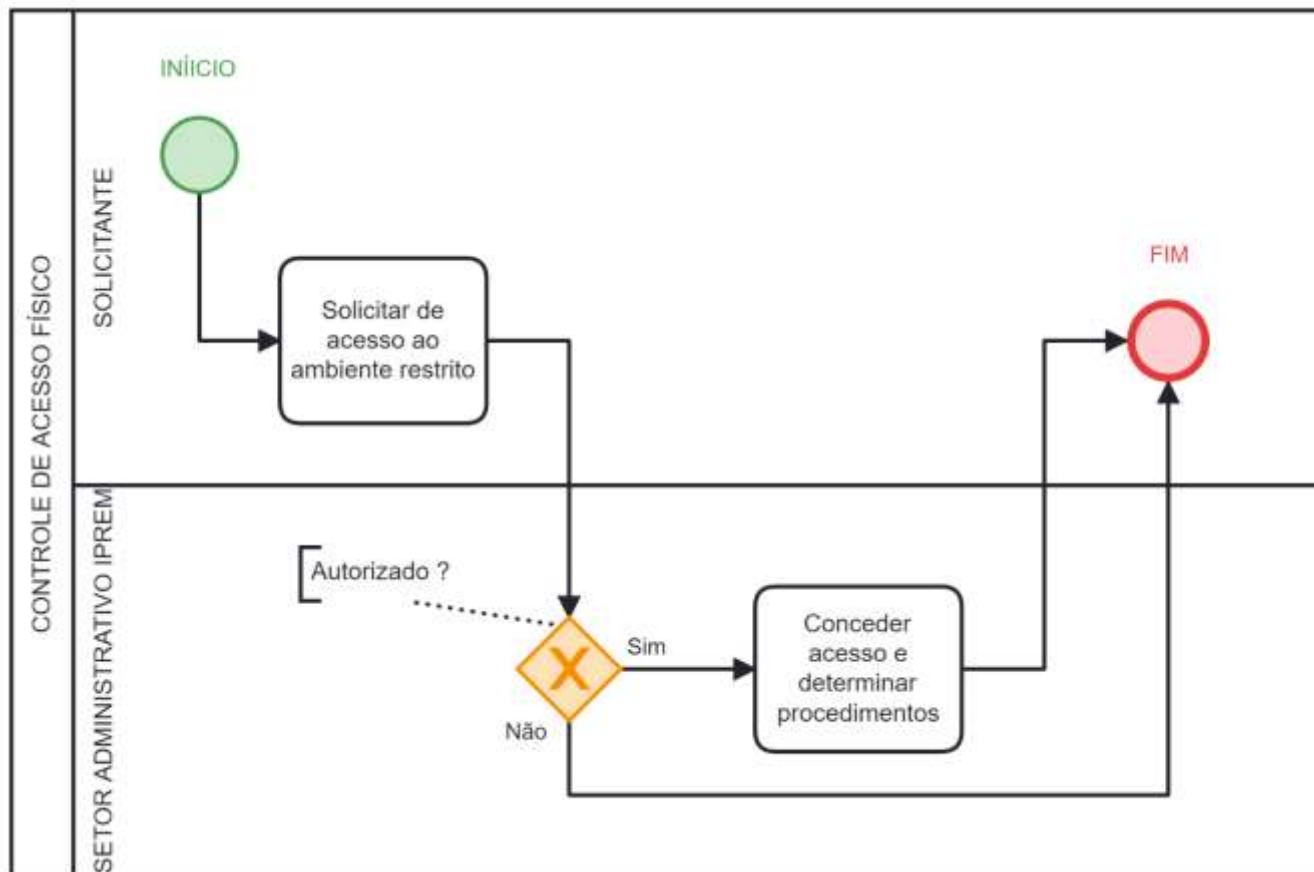 CONTROLE DE ACESSO FÍSICO
SOLICITANTE
INÍICIO
Solicitar de
acesso ao
ambiente restrito
FIM
SETOR ADMINISTRATIVO IPREM
Autorizado ?
X
Sim
Não
Conceder
acesso e
determinar
procedimentos